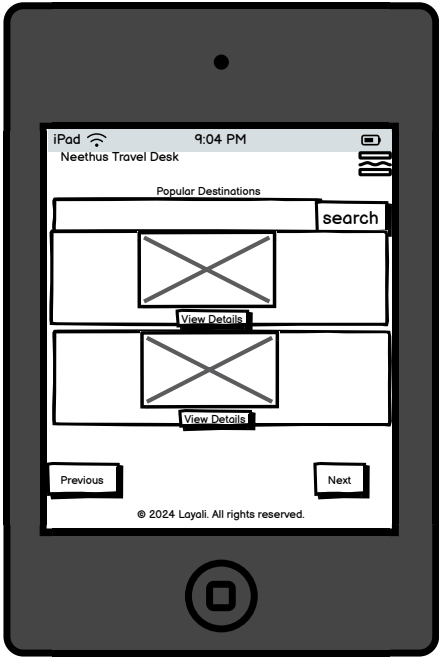 iPad 9:04 PM
Neethus Travel Desk
Popular Destinations
search
View Details
View Details
Previous Next
© 2024 Layali. All rights reserved.